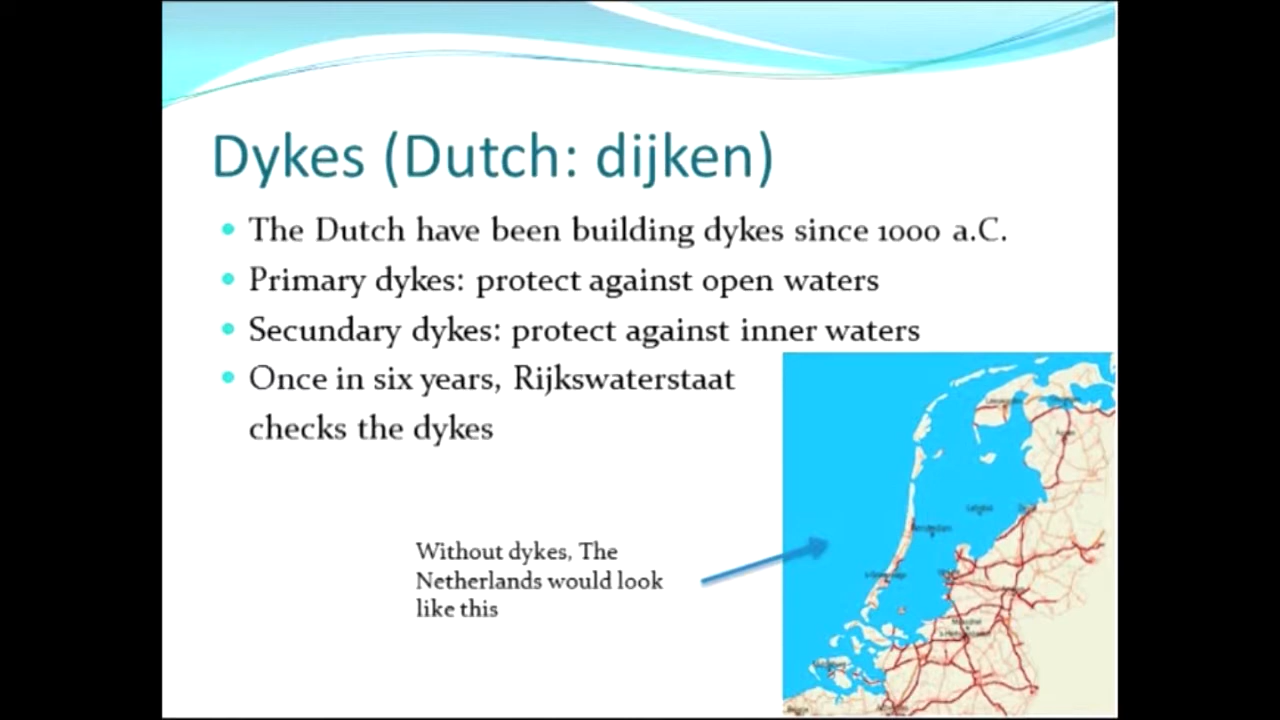 Dykes (Dutch: dijken)
The Dutch have been building dykes since 1000 a.C.
Primary dykes: protect against open waters
Secundary dykes: protect against inner waters
Once in six years, Rijkswaterstaat
checks the dykes
Without dykes, The
Netherlands would look
like this
Amsterdam
Lelystad